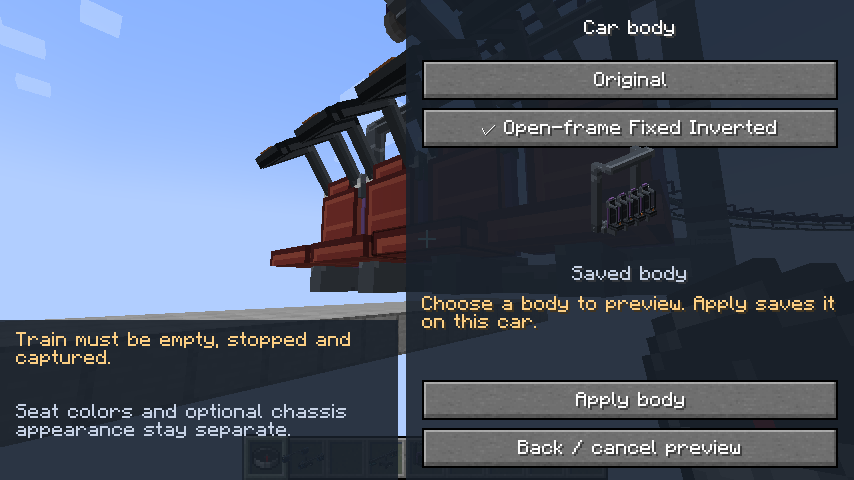 Car body
Original
✓ Open-frame Fixed Inverted
Saved body
Choose a body to preview. Apply saves it
on this car.
Train must be empty, stopped and
captured.
Seat colors and optional chassis
appearance stay separate.
Apply body
Back / cancel preview